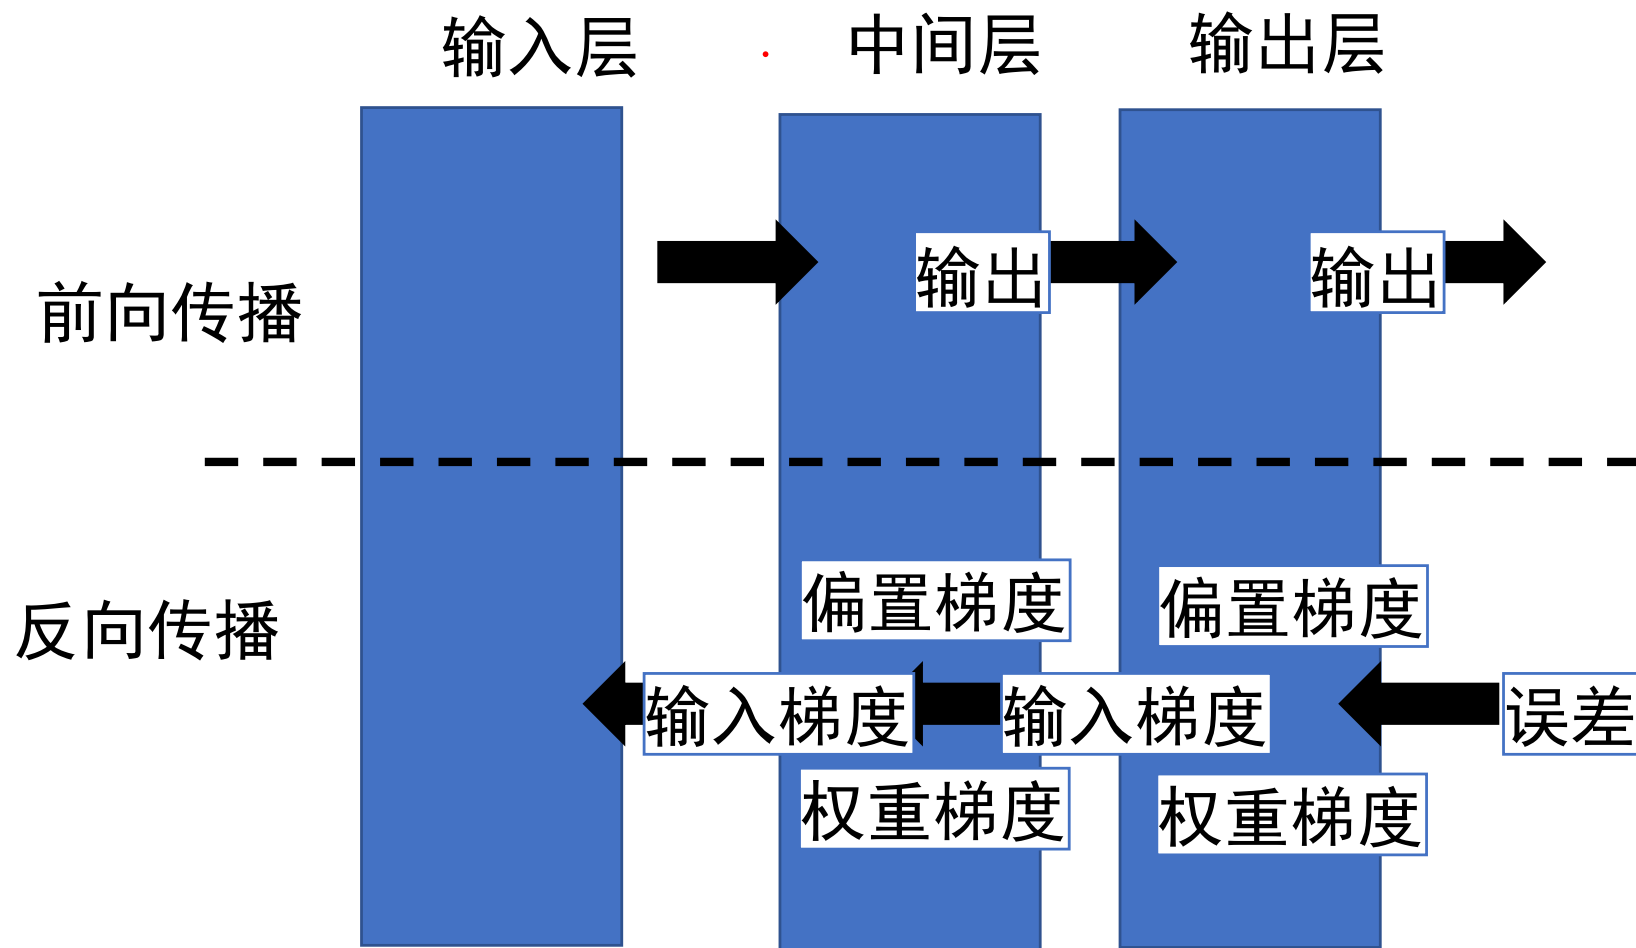 输入层 中间层 输出层
输出 输出
前向传播
偏置梯度 偏置梯度
反向传播
输入梯度 输入梯度 误差
权重梯度 权重梯度